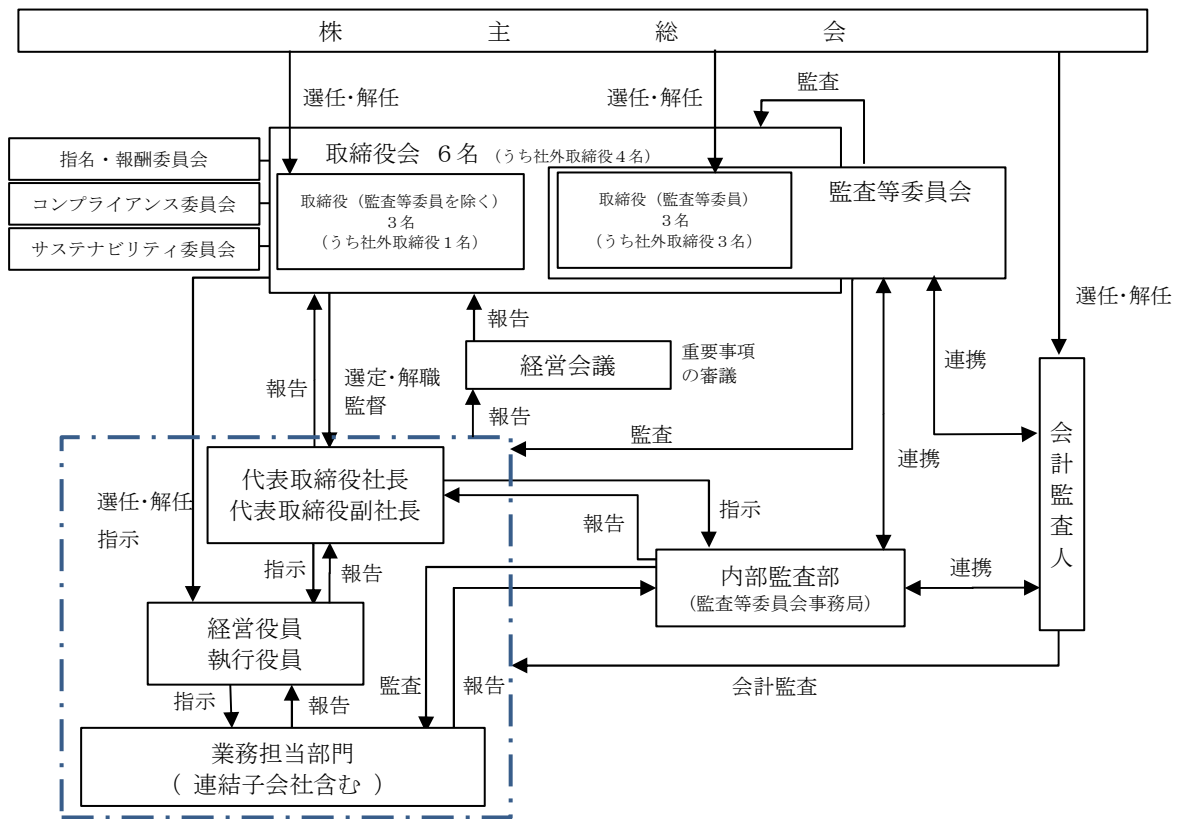 株主総会
選任・解任
選任・解任
監査
指名・報酬委員会
コンプライアンス委員会
サステナビリティ委員会
取締役会 6名 (うち社外取締役4名)
取締役(監査等委員を除く)
3名
(うち社外取締役1名)
取締役(監査等委員)
3名
(うち社外取締役3名)
監査等委員会
選任・解任
報告
経営会議
重要事項
の審議
連携
報告
選定・解職
監督
報告
監査
連携
会計監査人
代表取締役社長
代表取締役副社長
選任・解任
指示
指示
報告
指示
報告
内部監査部
(監査等委員会事務局)
連携
経営役員
執行役員
指示
報告
監査
報告
会計監査
業務担当部門
( 連結子会社含む )